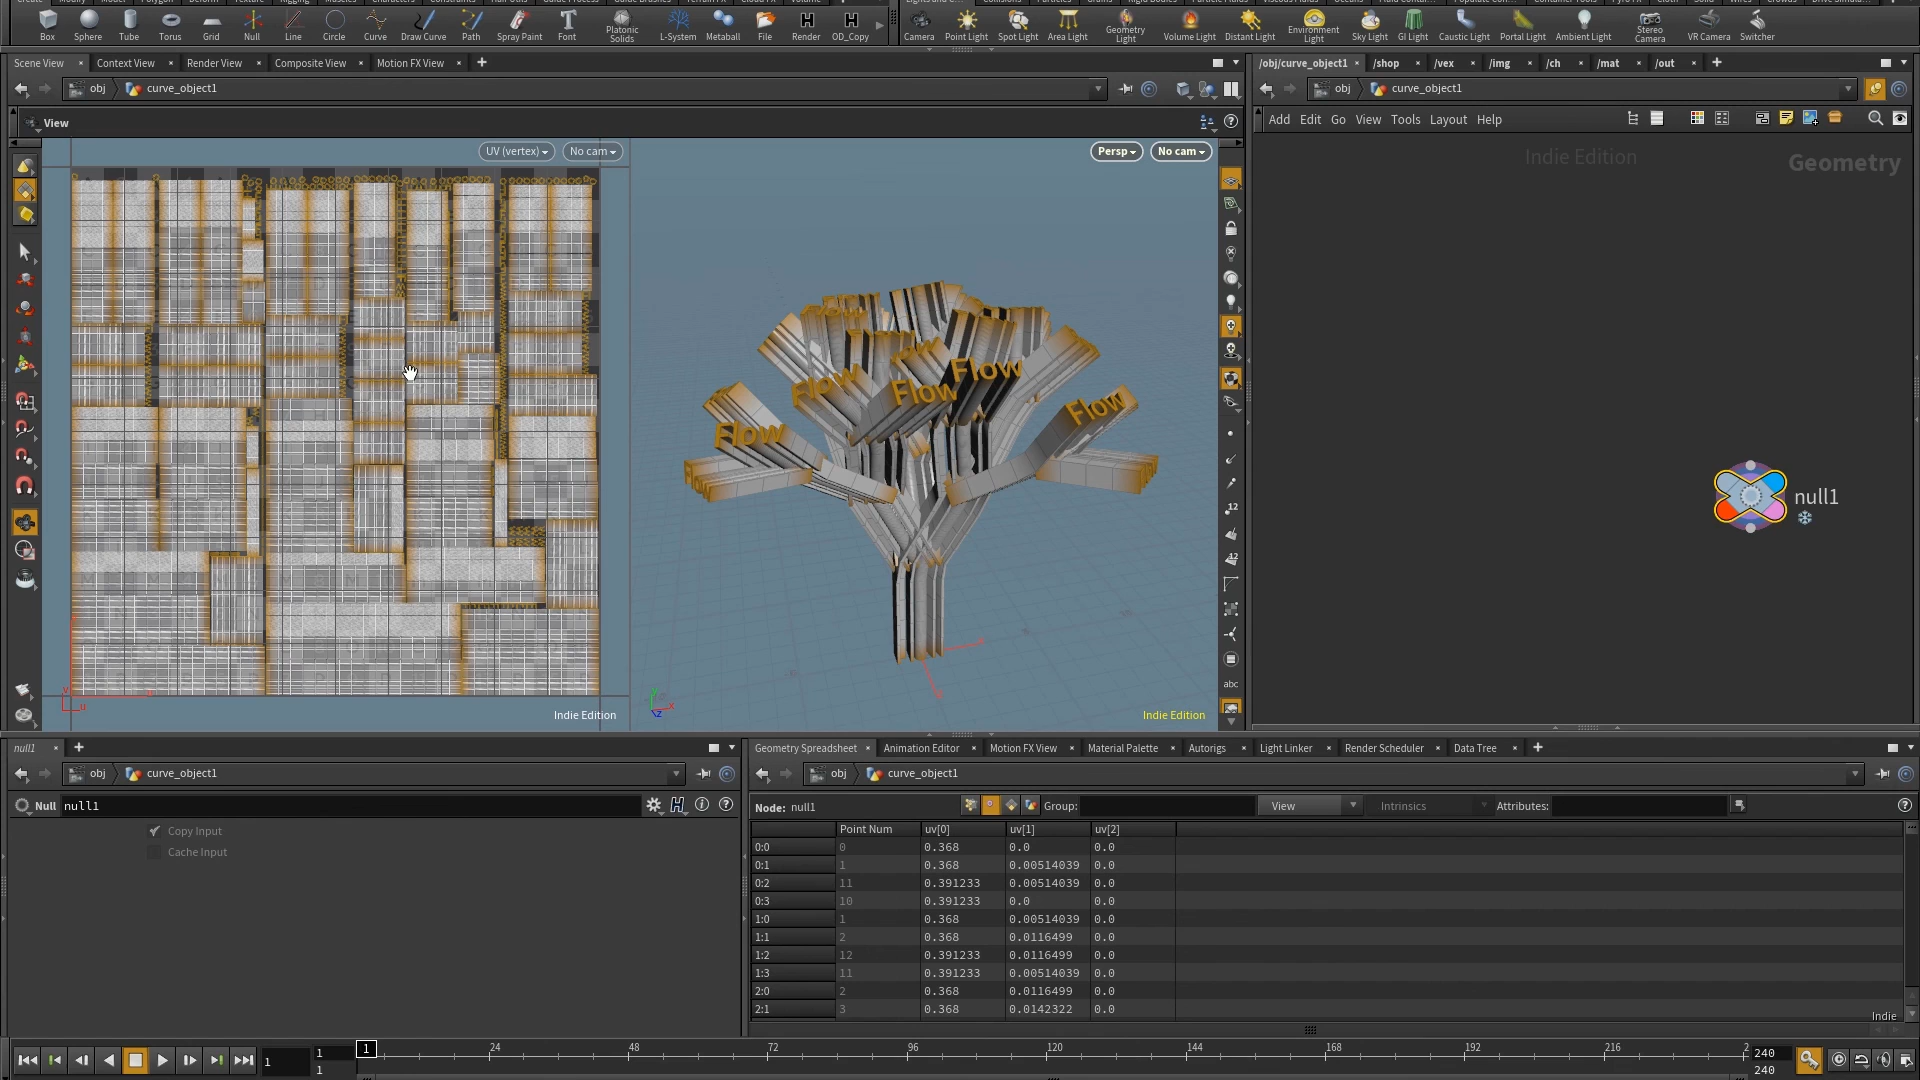 Box Sphere Tube Torus Grid Null Line Circle Curve Draw Curve Path Spray Paint Font Platonic Solids L-System Metaball File Render OD_Copy
Camera Point Light Spot Light Area Light Geometry Light Volume Light Distant Light Environment Light Sky Light GI Light Caustic Light Portal Light Ambient Light Stereo Camera VR Camera Switcher
Scene View Context View Render View Composite View Motion FX View
/obj/curve_object1 /shop /vex /img /ch /mat /out
obj curve_object1
obj curve_object1
View
Add Edit Go View Tools Layout Help
UV (vertex) No cam
Persp No cam
Indie Edition
Geometry
Flow
Flow
Flow
Flow
Flow
Flow
null1
12
12
abc
Indie Edition
Indie Edition
null1
Geometry Spreadsheet Animation Editor Motion FX View Material Palette Autorigs Light Linker Render Scheduler Data Tree
obj curve_object1
obj curve_object1
Null null1
Node: null1 Group: View Intrinsics Attributes:
Copy Input
Cache Input
Point Num uv[0] uv[1] uv[2]
0:0 0 0.368 0.0 0.0
0:1 1 0.368 0.00514039 0.0
0:2 11 0.391233 0.00514039 0.0
0:3 10 0.391233 0.0 0.0
1:0 1 0.368 0.00514039 0.0
1:1 2 0.368 0.0116499 0.0
1:2 12 0.391233 0.0116499 0.0
1:3 11 0.391233 0.00514039 0.0
2:0 2 0.368 0.0116499 0.0
2:1 3 0.368 0.0142322 0.0
Indie
1 1 1 24 48 72 96 120 144 168 192 216 2 240
1 240